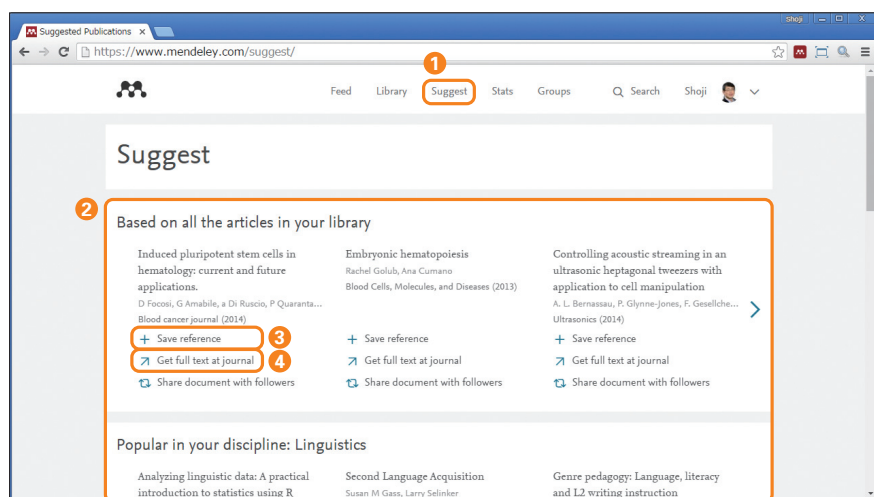 Suggested Publications
Shoji
https://www.mendeley.com/suggest/
1
Feed Library Suggest Stats Groups Search Shoji
Suggest
2
Based on all the articles in your library
Induced pluripotent stem cells in
hematology: current and future
applications.
D Focosi, G Amabile, a Di Ruscio, P Quaranta...
Blood cancer journal (2014)
+ Save reference
3
Get full text at journal
4
Share document with followers
Embryonic hematopoiesis
Rachel Golub, Ana Cumano
Blood Cells, Molecules, and Diseases (2013)
+ Save reference
Get full text at journal
Share document with followers
Controlling acoustic streaming in an
ultrasonic heptagonal tweezers with
application to cell manipulation
A. L. Bernassau, P. Glynne-Jones, F. Gesellche...
Ultrasonics (2014)
+ Save reference
Get full text at journal
Share document with followers
Popular in your discipline: Linguistics
Analyzing linguistic data: A practical
introduction to statistics using R
Second Language Acquisition
Susan M Gass, Larry Selinker
Genre pedagogy: Language, literacy
and L2 writing instruction